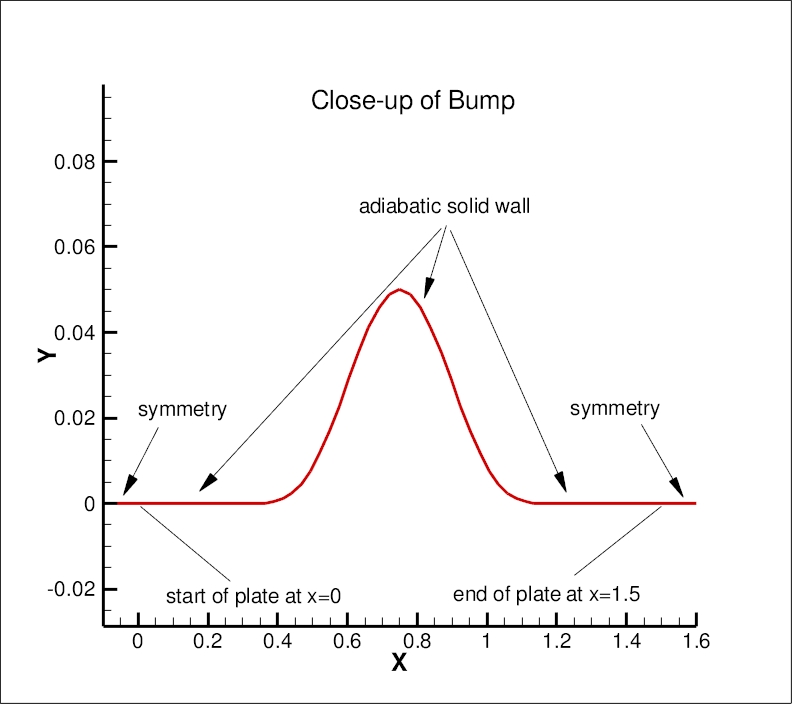 Close-up of Bump
0.08
adiabatic solid wall
0.06
0.04
Y
symmetry
symmetry
0.02
0
-0.02
start of plate at x=0
end of plate at x=1.5
0 0.2 0.4 0.6 0.8 1 1.2 1.4 1.6
X